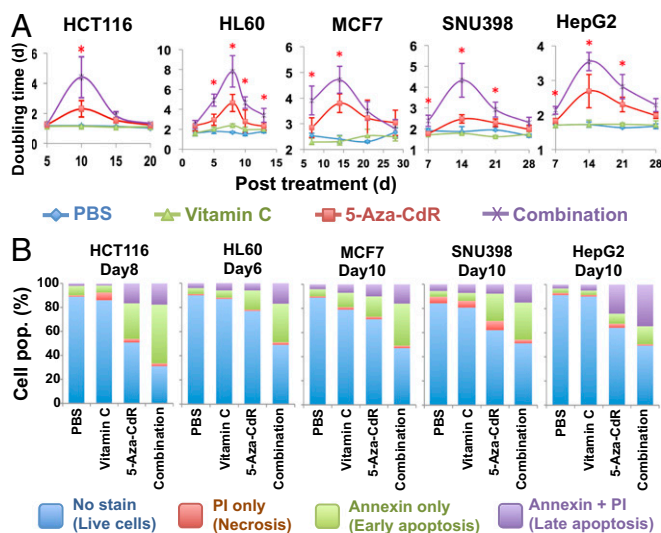 A
HCT116 HL60 MCF7 SNU398 HepG2
Doubling time (d)
6
4
2
0
5 10 15 20
*
10
8
6
4
2
0
0 5 10 15
* * * *
6
5
4
3
2
5 10 15 20 25 30
* *
5
4
3
2
1
7 14 21 28
* * *
4
3
2
1
7 14 21 28
* * *
Post treatment (d)
PBS Vitamin C 5-Aza-CdR Combination
B
HCT116 HL60 MCF7 SNU398 HepG2
Day8 Day6 Day10 Day10 Day10
Cell pop. (%)
100
80
60
40
20
0
PBS Vitamin C 5-Aza-CdR Combination
PBS Vitamin C 5-Aza-CdR Combination
PBS Vitamin C 5-Aza-CdR Combination
PBS Vitamin C 5-Aza-CdR Combination
PBS Vitamin C 5-Aza-CdR Combination
No stain PI only Annexin only Annexin + PI
(Live cells) (Necrosis) (Early apoptosis) (Late apoptosis)